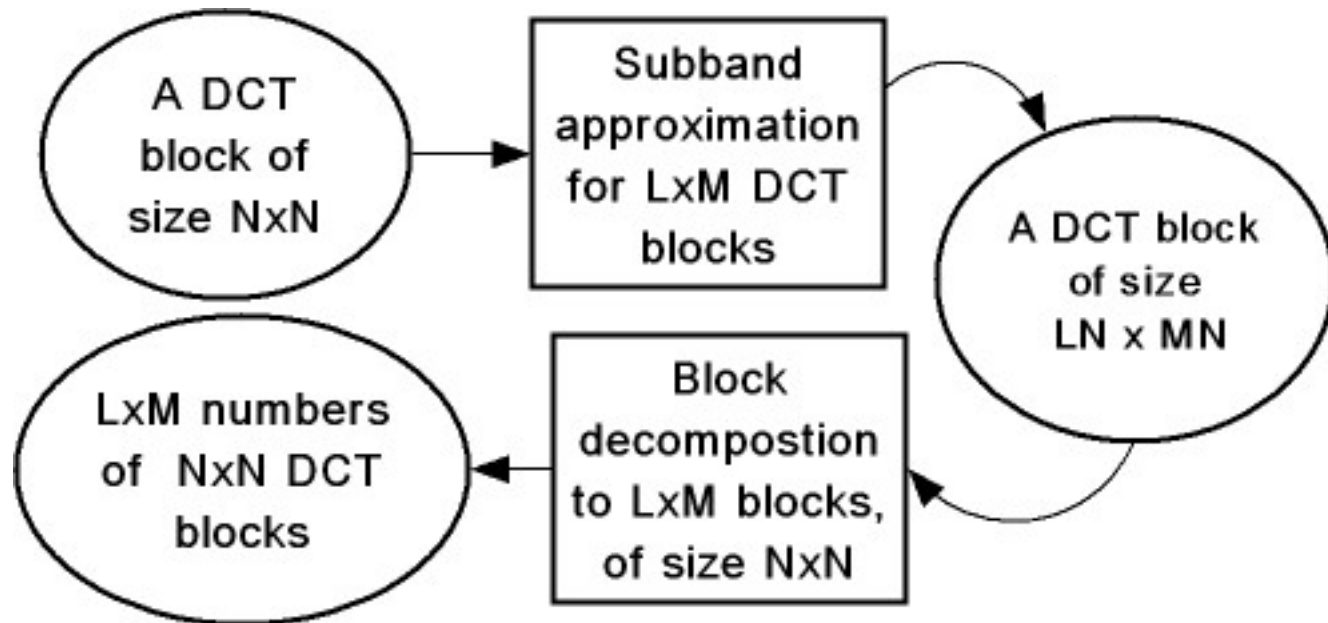 A DCT
block of
size NxN
Subband
approximation
for LxM DCT
blocks
A DCT block
of size
LN x MN
Block
decompostion
to LxM blocks,
of size NxN
LxM numbers
of NxN DCT
blocks